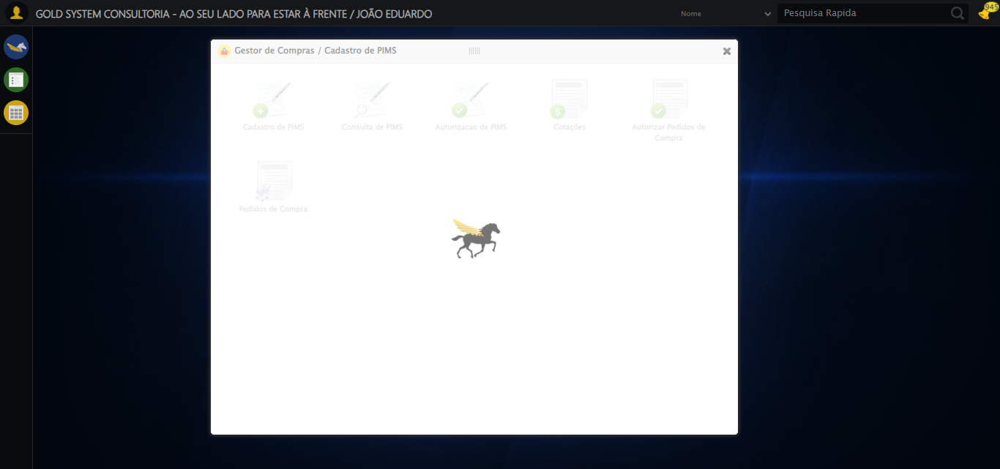 GOLD SYSTEM CONSULTORIA - AO SEU LADO PARA ESTAR À FRENTE / JOÃO EDUARDO
Nome
Pesquisa Rapida
945
Gestor de Compras / Cadastro de PIMS
Cadastro de PIMS
Consulta de PIMS
Autorizacao de PIMS
Cotações
Autorizar Pedidos de
Compra
Pedidos de Compra